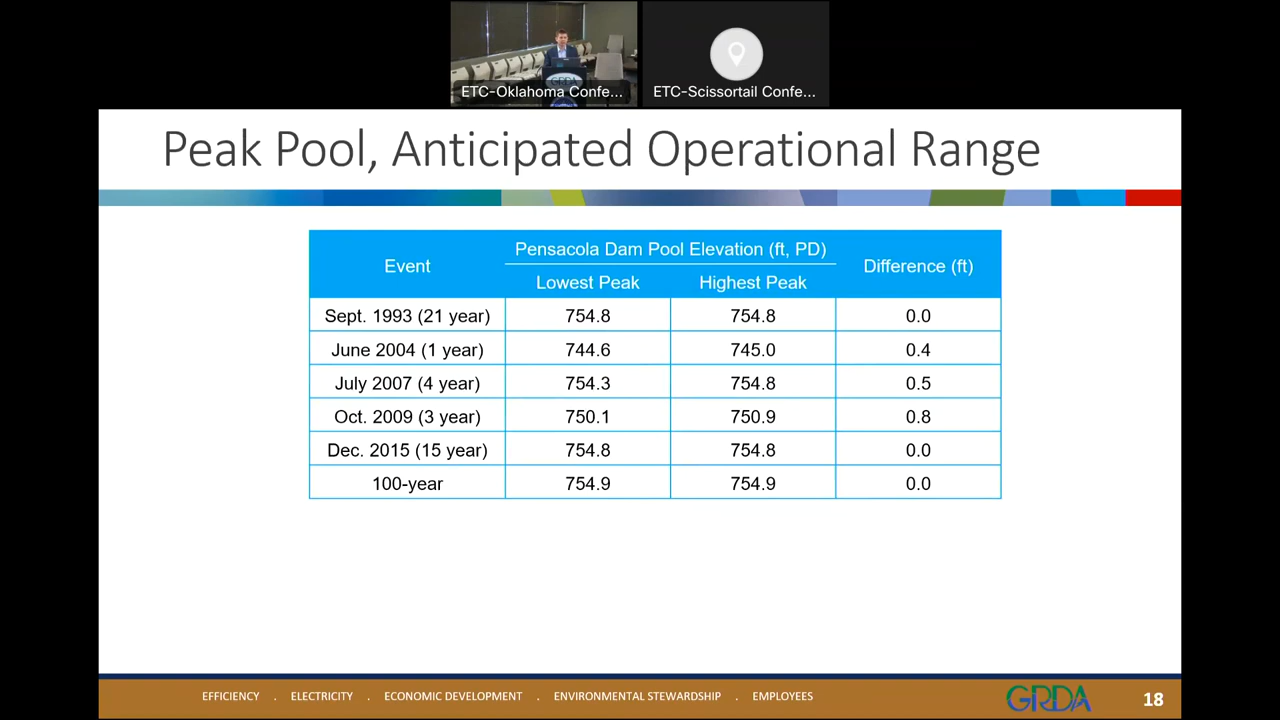 GRDA
ETC-Oklahoma Confe...
ETC-Scissortail Confe...
Peak Pool, Anticipated Operational Range
Event
Pensacola Dam Pool Elevation (ft, PD)
Difference (ft)
Lowest Peak
Highest Peak
Sept. 1993 (21 year) 754.8 754.8 0.0
June 2004 (1 year) 744.6 745.0 0.4
July 2007 (4 year) 754.3 754.8 0.5
Oct. 2009 (3 year) 750.1 750.9 0.8
Dec. 2015 (15 year) 754.8 754.8 0.0
100-year 754.9 754.9 0.0
EFFICIENCY . ELECTRICITY . ECONOMIC DEVELOPMENT . ENVIRONMENTAL STEWARDSHIP . EMPLOYEES
GRDA
18